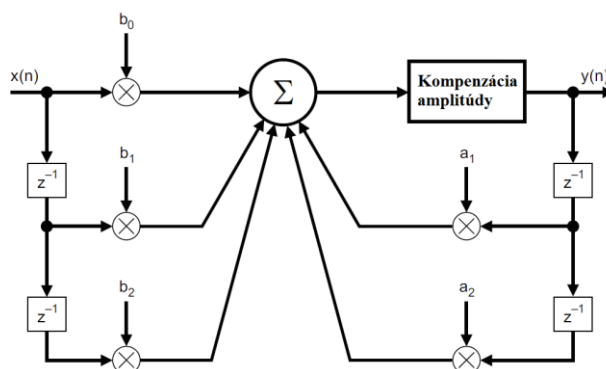 b₀
x(n)
Σ
Kompenzácia
amplitúdy
y(n)
b₁
a₁
z⁻¹
z⁻¹
b₂
a₂
z⁻¹
z⁻¹